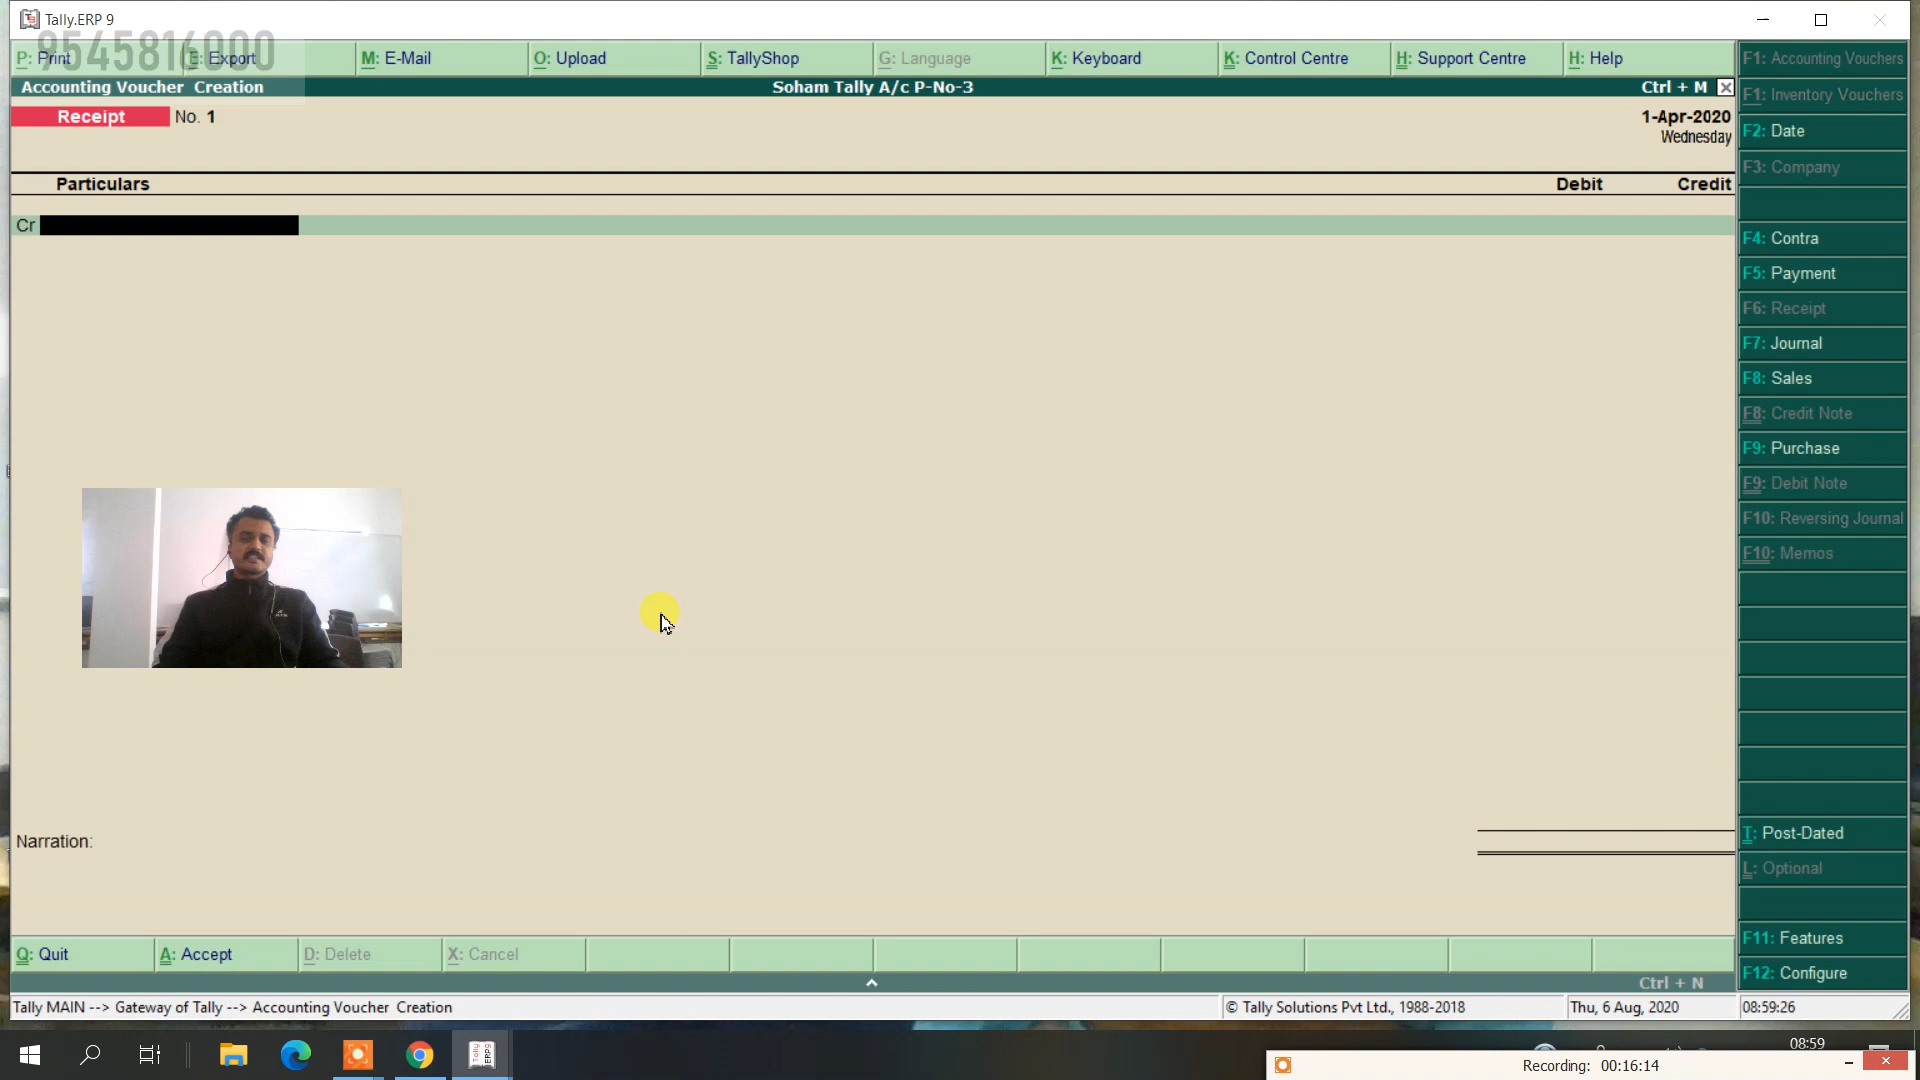 Tally.ERP 9
9545816000
P: Print E: Export M: E-Mail O: Upload S: TallyShop G: Language K: Keyboard K: Control Centre H: Support Centre H: Help
Accounting Voucher Creation Soham Tally A/c P-No-3 Ctrl + M
Receipt No. 1 1-Apr-2020
Wednesday
Particulars Debit Credit
Cr
Narration:
Q: Quit A: Accept D: Delete X: Cancel
Ctrl + N
Tally MAIN --> Gateway of Tally --> Accounting Voucher Creation © Tally Solutions Pvt Ltd., 1988-2018 Thu, 6 Aug, 2020 08:59:26
F1: Accounting Vouchers
F1: Inventory Vouchers
F2: Date
F3: Company
F4: Contra
F5: Payment
F6: Receipt
F7: Journal
F8: Sales
F8: Credit Note
F9: Purchase
F9: Debit Note
F10: Reversing Journal
F10: Memos
T: Post-Dated
L: Optional
F11: Features
F12: Configure
Tally
ERP9
08:59
Recording: 00:16:14